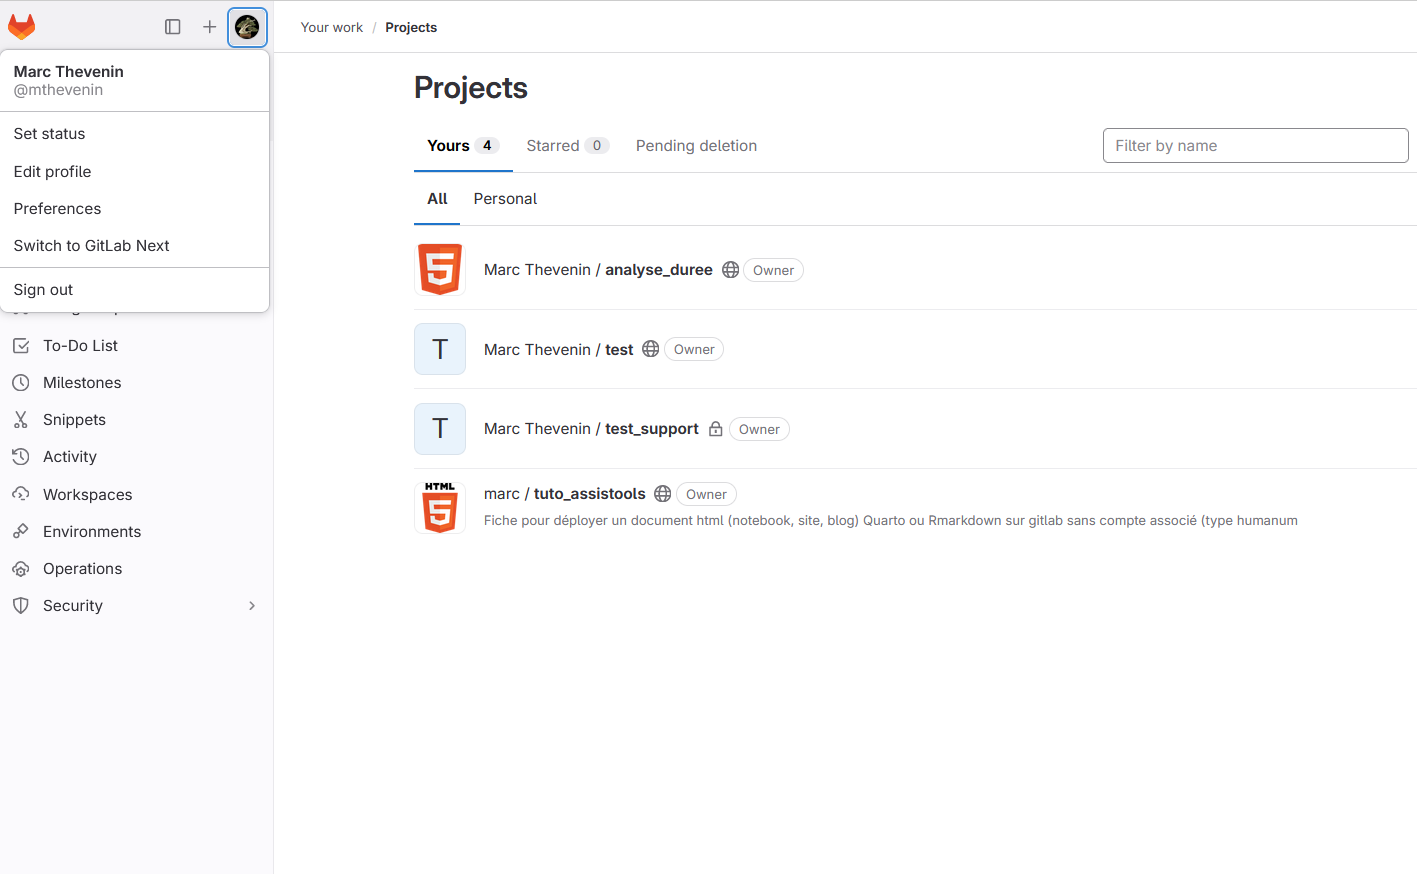 Your work / Projects
Marc Thevenin
@mthevenin
Set status
Edit profile
Preferences
Switch to GitLab Next
Sign out
To-Do List
Milestones
Snippets
Activity
Workspaces
Environments
Operations
Security
Projects
Yours 4 Starred 0 Pending deletion
Filter by name
All Personal
Marc Thevenin / analyse_duree Owner
T
Marc Thevenin / test Owner
T
Marc Thevenin / test_support Owner
HTML
marc / tuto_assistools Owner
Fiche pour déployer un document html (notebook, site, blog) Quarto ou Rmarkdown sur gitlab sans compte associé (type humanum